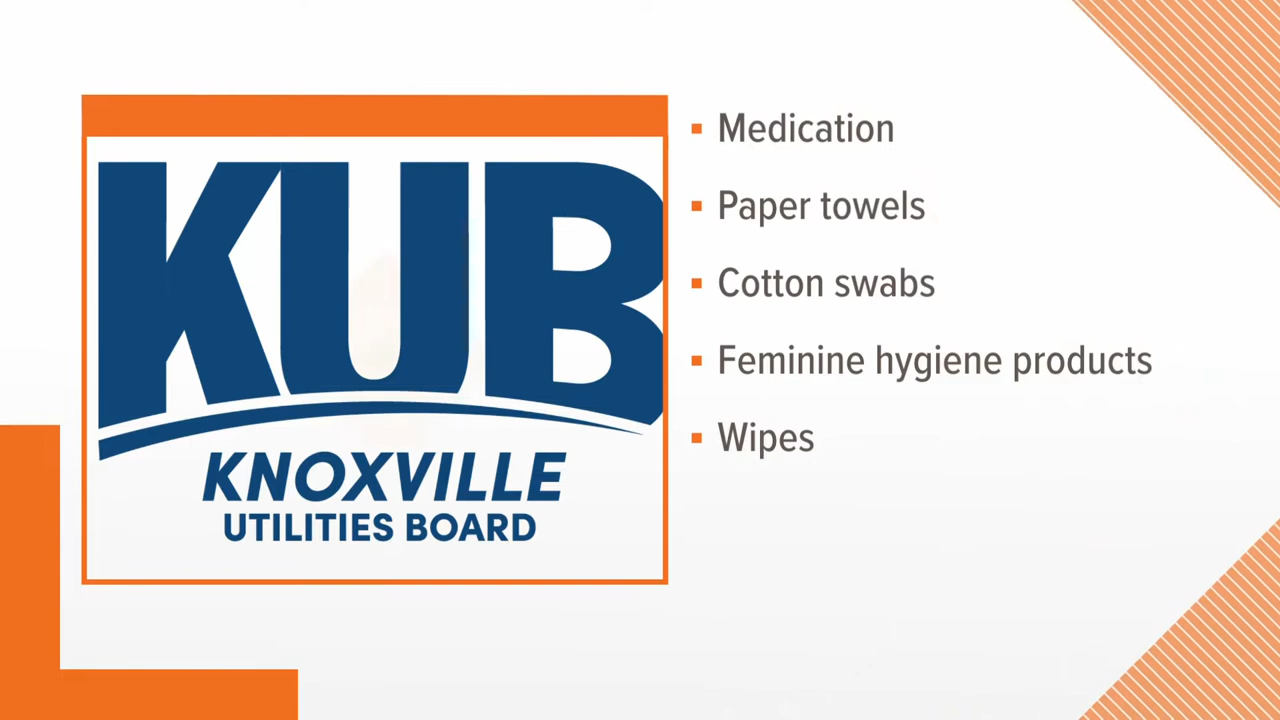 KUB
KNOXVILLE
UTILITIES BOARD
Medication
Paper towels
Cotton swabs
Feminine hygiene products
Wipes